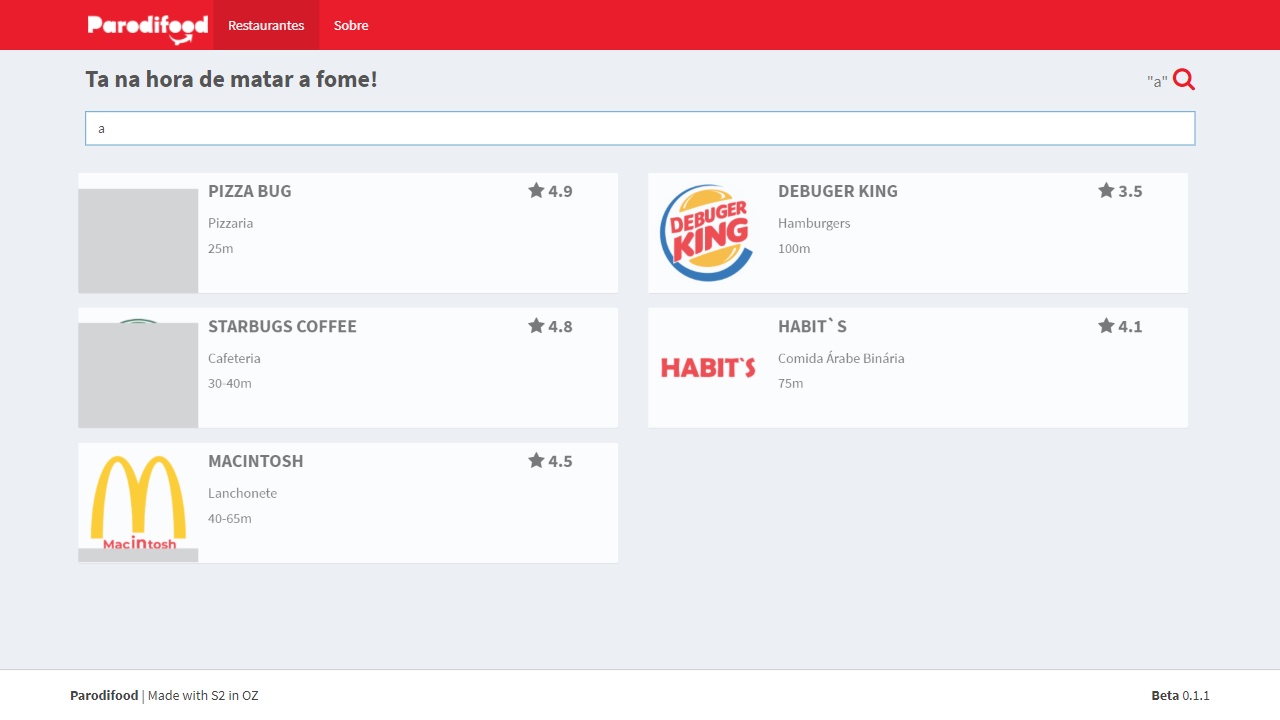 Parodifood Restaurantes Sobre
Ta na hora de matar a fome! "a"
a
PIZZA BUG 4.9
Pizzaria
25m
DEBUGER KING 3.5
Hamburgers
100m
DEBUGER
KING
STARBUGS COFFEE 4.8
Cafeteria
30-40m
HABIT`S 4.1
Comida Árabe Binária
75m
HABIT`S
MACINTOSH 4.5
Lanchonete
40-65m
Macintosh
Parodifood | Made with S2 in OZ Beta 0.1.1